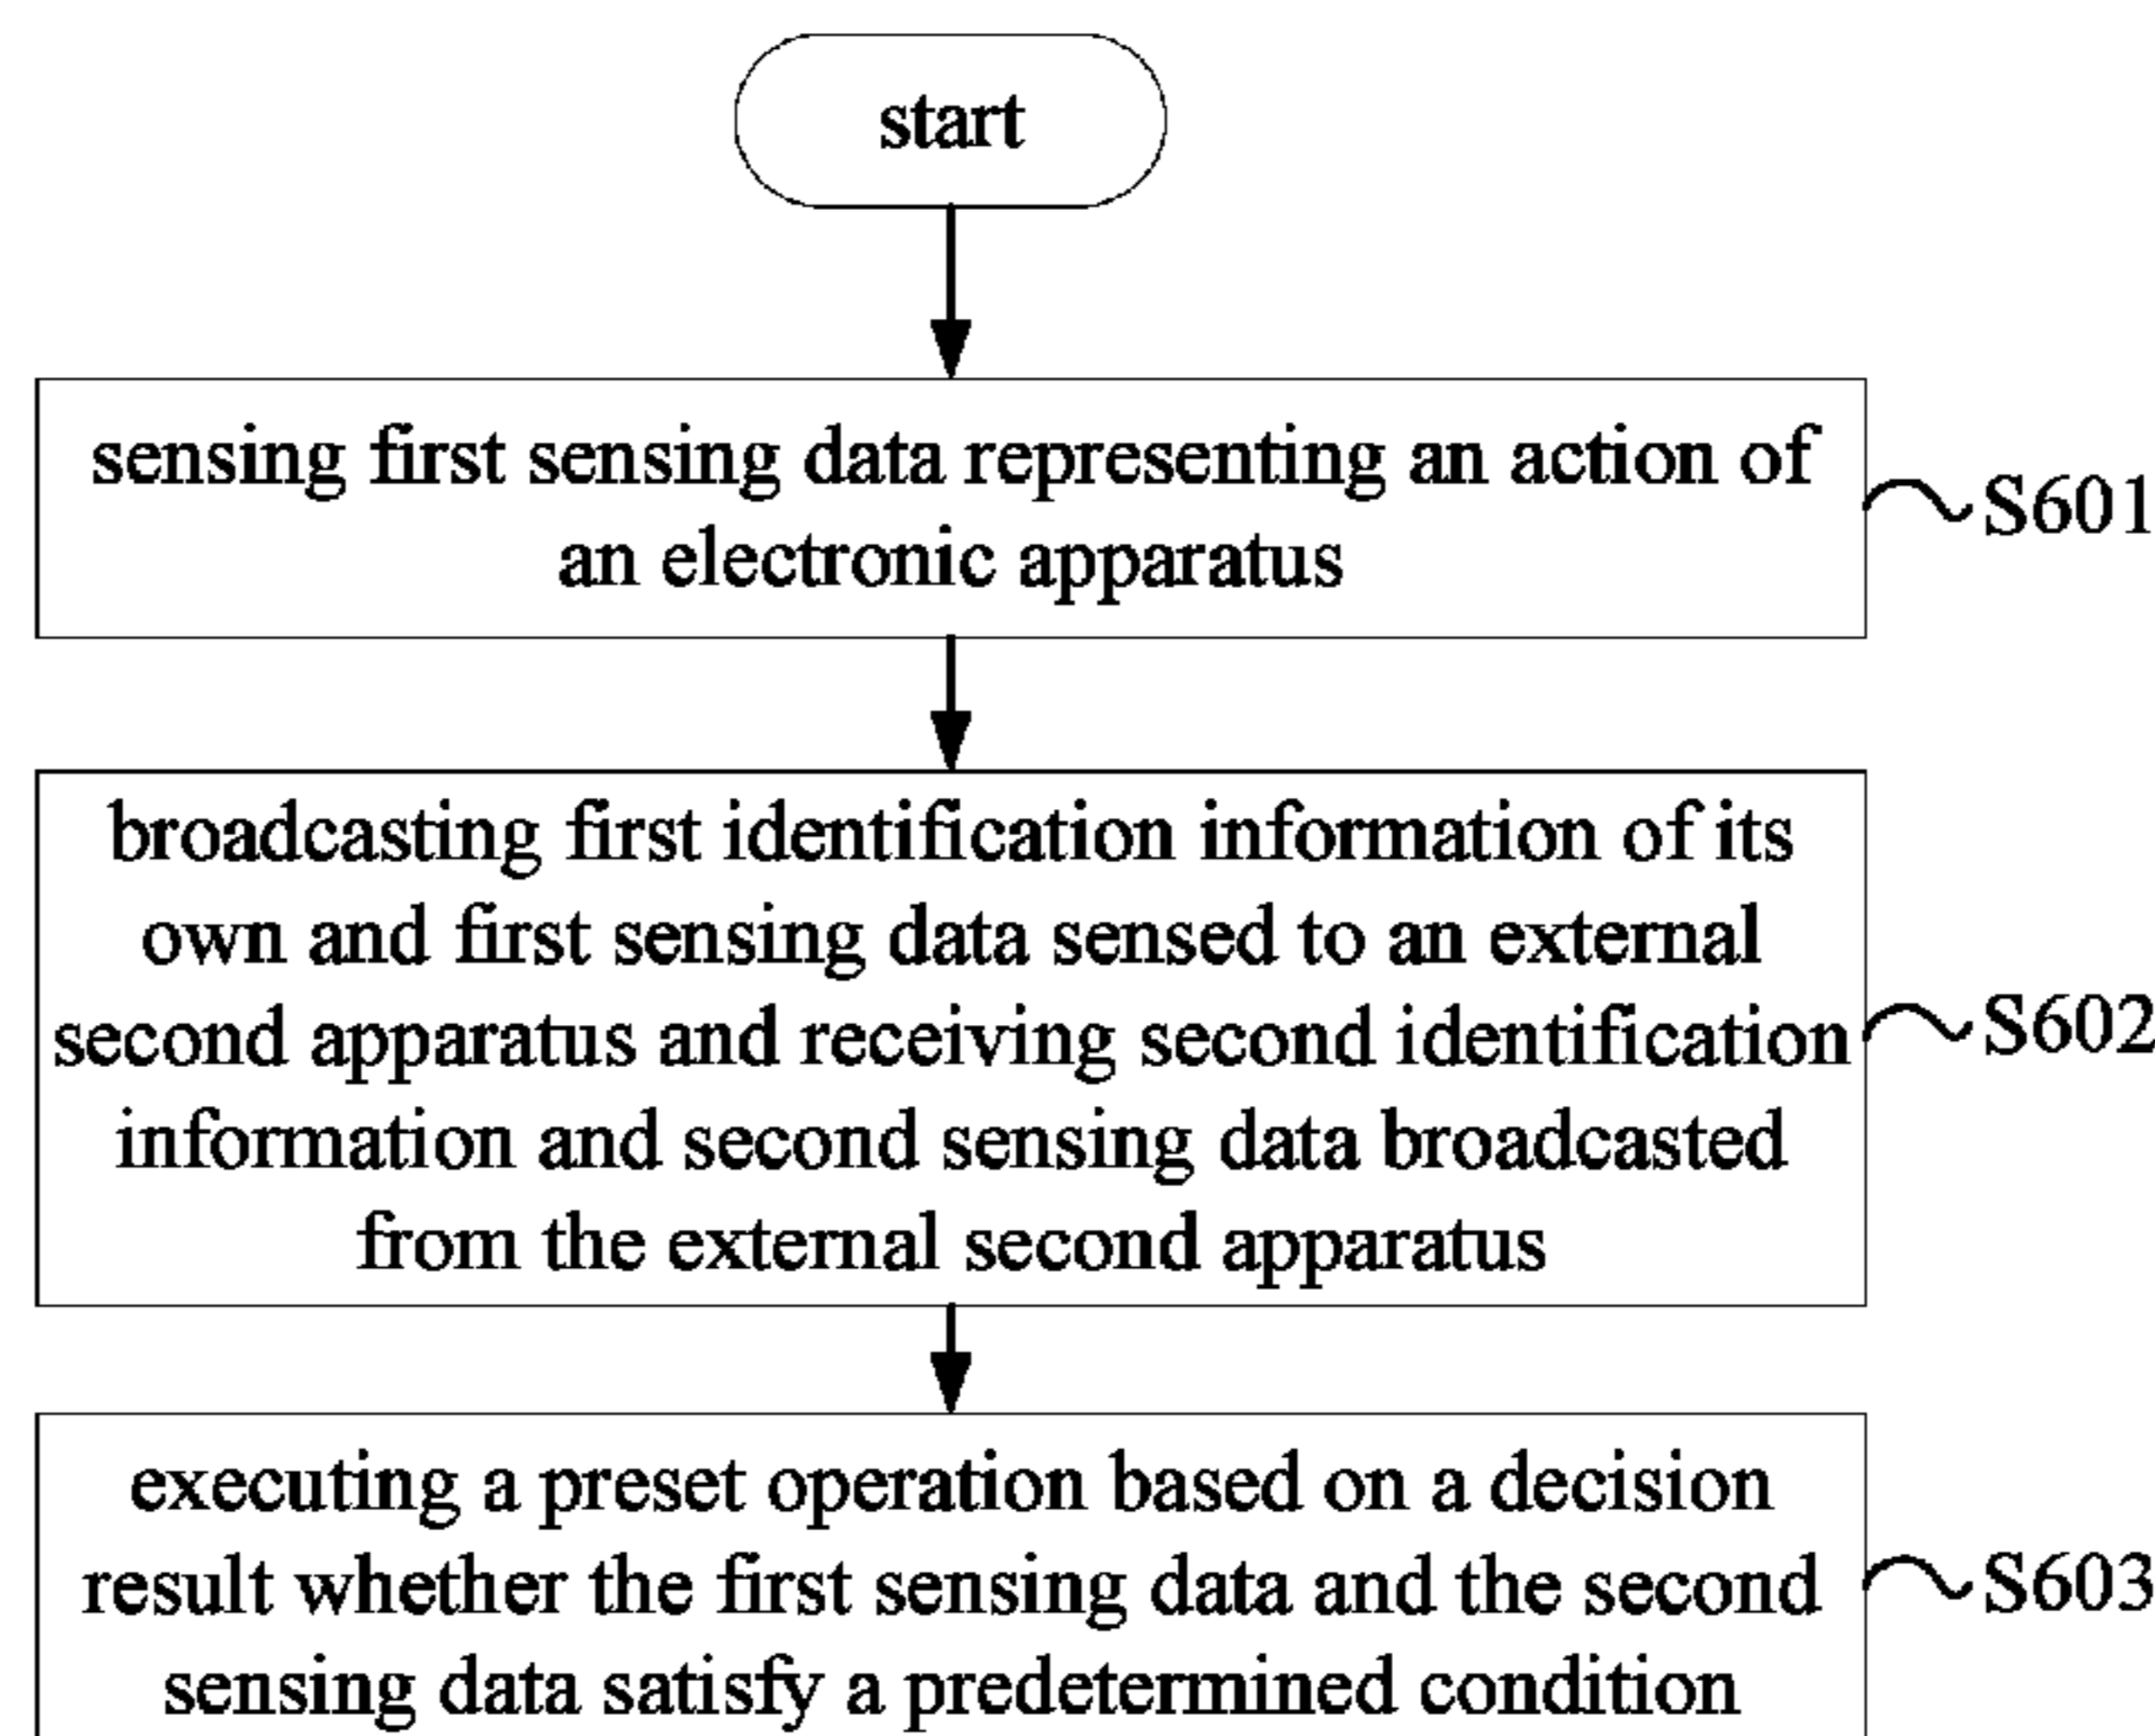 start
sensing first sensing data representing an action of
an electronic apparatus
S601
broadcasting first identification information of its
own and first sensing data sensed to an external
second apparatus and receiving second identification
information and second sensing data broadcasted
from the external second apparatus
S602
executing a preset operation based on a decision
result whether the first sensing data and the second
sensing data satisfy a predetermined condition
S603